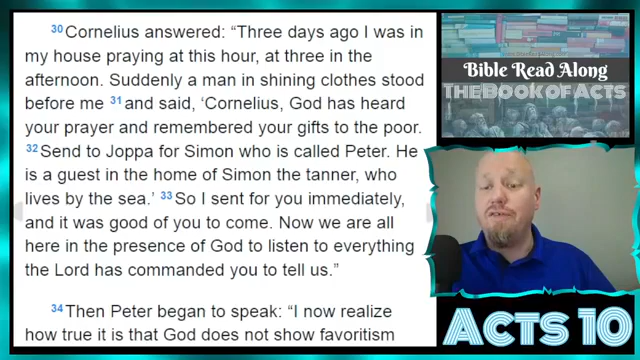 30 Cornelius answered: “Three days ago I was in
my house praying at this hour, at three in the
afternoon. Suddenly a man in shining clothes stood
before me 31 and said, ‘Cornelius, God has heard
your prayer and remembered your gifts to the poor.
32 Send to Joppa for Simon who is called Peter. He
is a guest in the home of Simon the tanner, who
lives by the sea.’ 33 So I sent for you immediately,
and it was good of you to come. Now we are all
here in the presence of God to listen to everything
the Lord has commanded you to tell us.”
34 Then Peter began to speak: “I now realize
how true it is that God does not show favoritism
Bible Read Along
The Book of Acts
Acts 10